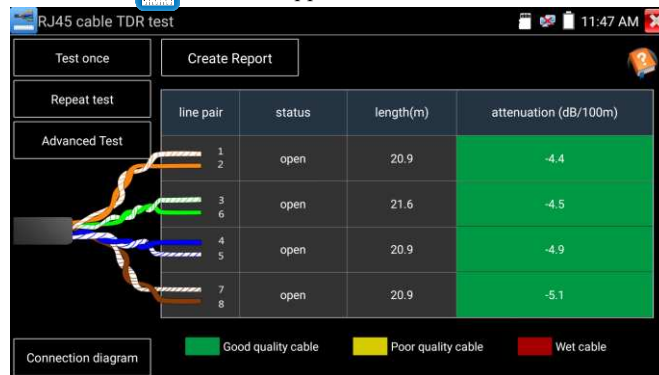 RJ45 cable TDR test
11:47 AM
Test once
Create Report
Repeat test
Advanced Test
line pair status length(m) attenuation (dB/100m)
1
2
open 20.9 -4.4
3
6
open 21.6 -4.5
4
5
open 20.9 -4.9
7
8
open 20.9 -5.1
Connection diagram
Good quality cable Poor quality cable Wet cable